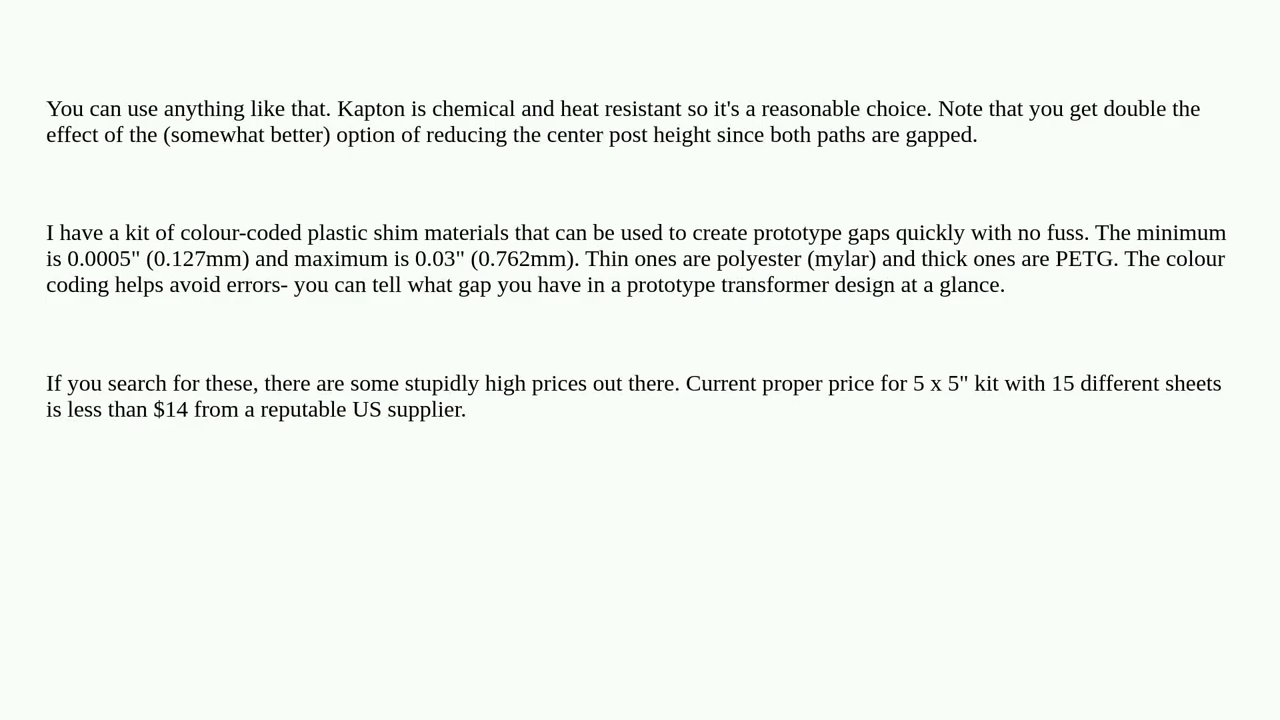 You can use anything like that. Kapton is chemical and heat resistant so it's a reasonable choice. Note that you get double the
effect of the (somewhat better) option of reducing the center post height since both paths are gapped.
I have a kit of colour-coded plastic shim materials that can be used to create prototype gaps quickly with no fuss. The minimum
is 0.0005" (0.127mm) and maximum is 0.03" (0.762mm). Thin ones are polyester (mylar) and thick ones are PETG. The colour
coding helps avoid errors- you can tell what gap you have in a prototype transformer design at a glance.
If you search for these, there are some stupidly high prices out there. Current proper price for 5 x 5" kit with 15 different sheets
is less than $14 from a reputable US supplier.